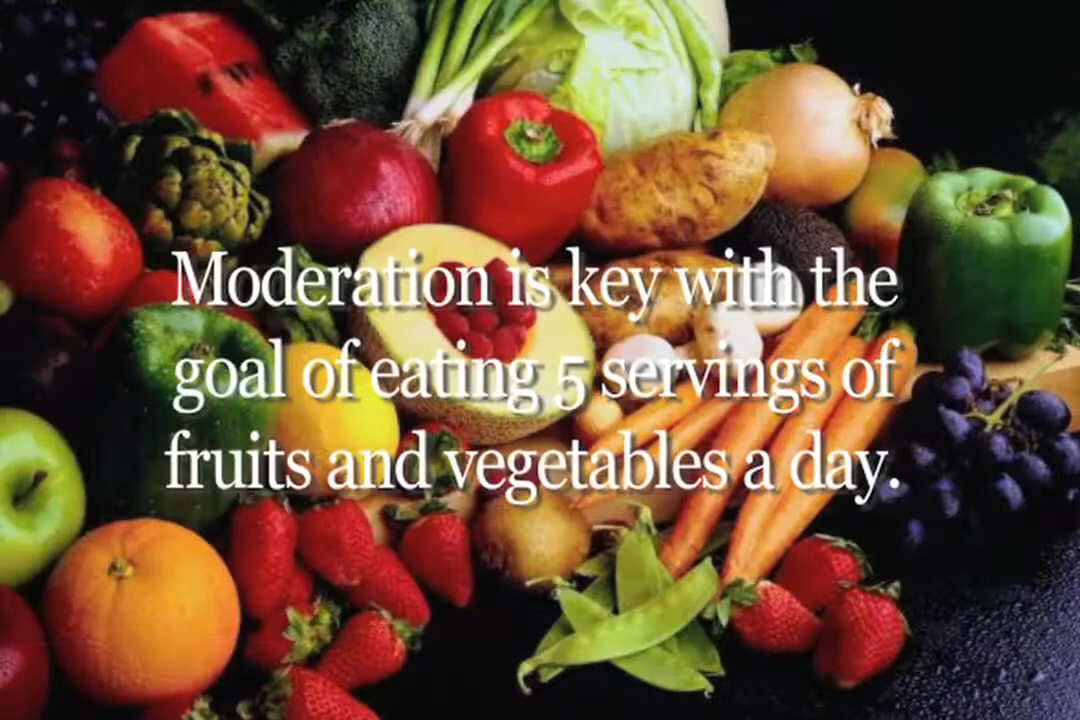 Moderation is key with the
goal of eating 5 servings of
fruits and vegetables a day.